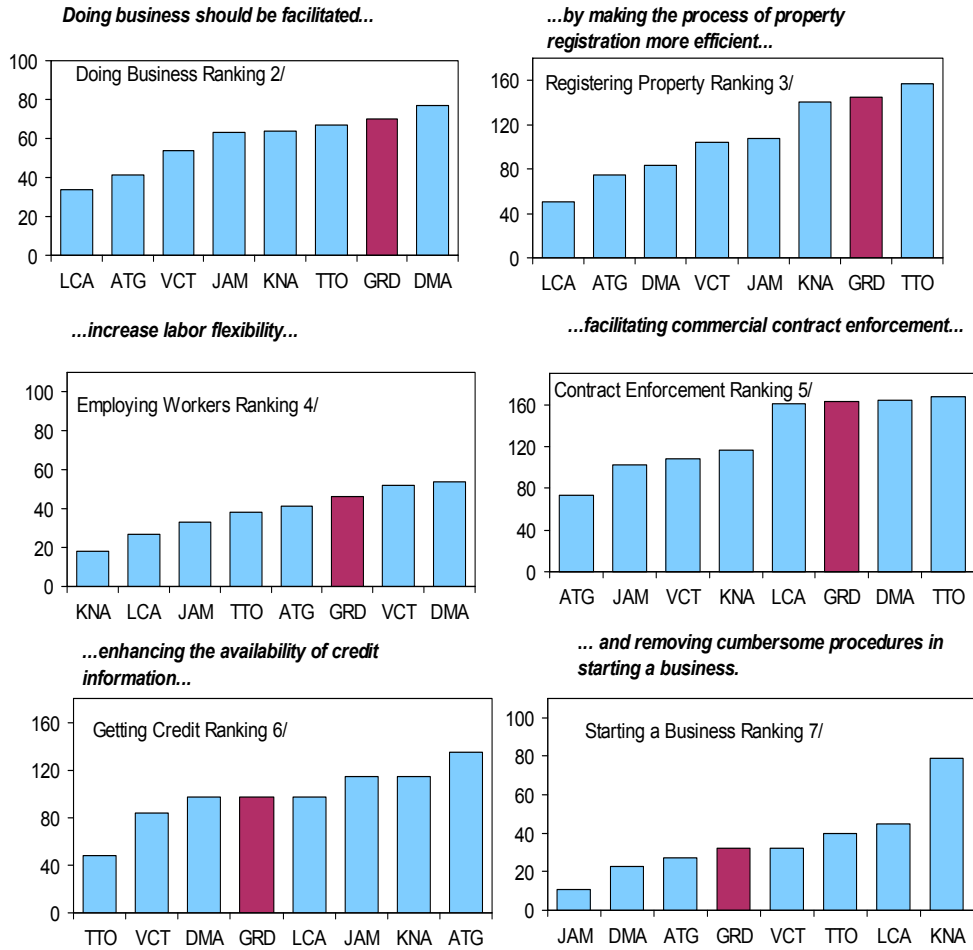 Doing business should be facilitated...
Doing Business Ranking 2/
100
80
60
40
20
0
LCA ATG VCT JAM KNA TTO GRD DMA
...by making the process of property
registration more efficient...
Registering Property Ranking 3/
160
120
80
40
0
LCA ATG DMA VCT JAM KNA GRD TTO
...increase labor flexibility...
Employing Workers Ranking 4/
100
80
60
40
20
0
KNA LCA JAM TTO ATG GRD VCT DMA
...facilitating commercial contract enforcement...
Contract Enforcement Ranking 5/
160
120
80
40
0
ATG JAM VCT KNA LCA GRD DMA TTO
...enhancing the availability of credit
information...
Getting Credit Ranking 6/
160
120
80
40
0
TTO VCT DMA GRD LCA JAM KNA ATG
... and removing cumbersome procedures in
starting a business.
Starting a Business Ranking 7/
100
80
60
40
20
0
JAM DMA ATG GRD VCT TTO LCA KNA